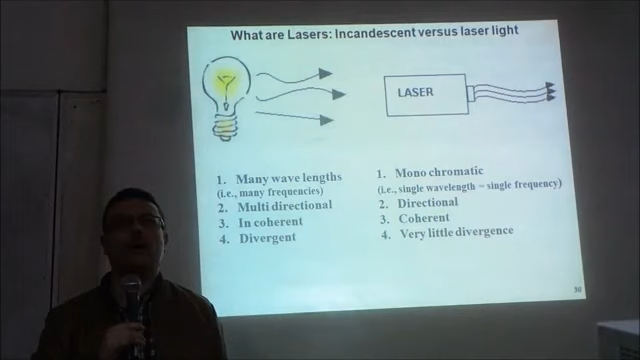 What are Lasers: Incandescent versus laser light
LASER
1. Many wave lengths
(i.e., many frequencies)
2. Multi directional
3. In coherent
4. Divergent
1. Mono chromatic
(i.e., single wavelength = single frequency)
2. Directional
3. Coherent
4. Very little divergence
30